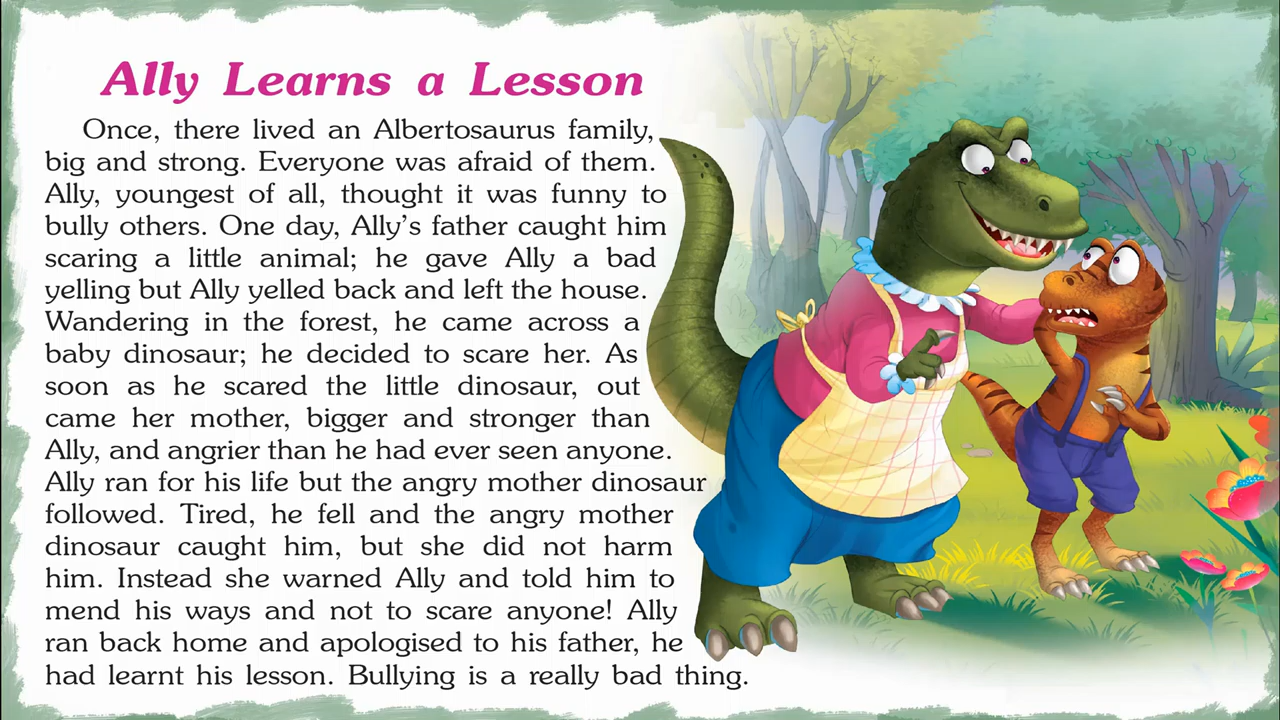 Ally Learns a Lesson
Once, there lived an Albertosaurus family,
big and strong. Everyone was afraid of them.
Ally, youngest of all, thought it was funny to
bully others. One day, Ally’s father caught him
scaring a little animal; he gave Ally a bad
yelling but Ally yelled back and left the house.
Wandering in the forest, he came across a
baby dinosaur; he decided to scare her. As
soon as he scared the little dinosaur, out
came her mother, bigger and stronger than
Ally, and angrier than he had ever seen anyone.
Ally ran for his life but the angry mother dinosaur
followed. Tired, he fell and the angry mother
dinosaur caught him, but she did not harm
him. Instead she warned Ally and told him to
mend his ways and not to scare anyone! Ally
ran back home and apologised to his father, he
had learnt his lesson. Bullying is a really bad thing.